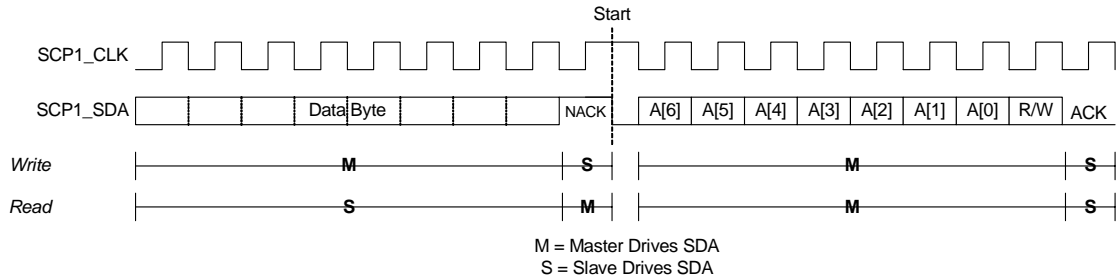 Start
SCP1_CLK
SCP1_SDA Data Byte NACK A[6] A[5] A[4] A[3] A[2] A[1] A[0] R/W ACK
Write M S M S
Read S M M S
M = Master Drives SDA
S = Slave Drives SDA